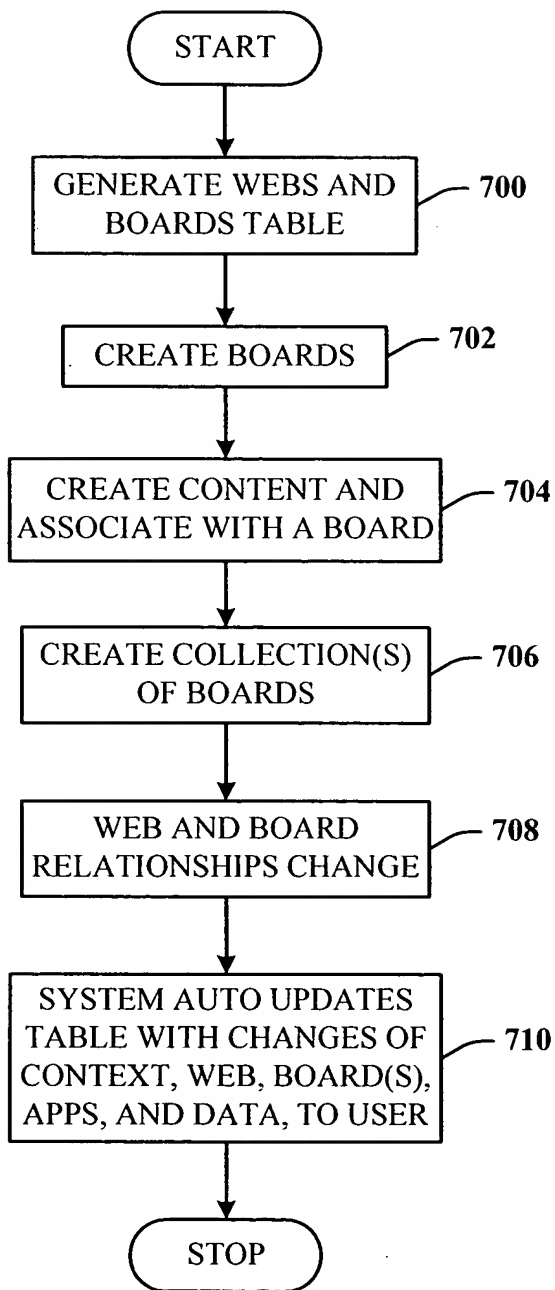 START
GENERATE WEBS AND
BOARDS TABLE
700
CREATE BOARDS
702
CREATE CONTENT AND
ASSOCIATE WITH A BOARD
704
CREATE COLLECTION(S)
OF BOARDS
706
WEB AND BOARD
RELATIONSHIPS CHANGE
708
SYSTEM AUTO UPDATES
TABLE WITH CHANGES OF
CONTEXT, WEB, BOARD(S),
APPS, AND DATA, TO USER
710
STOP